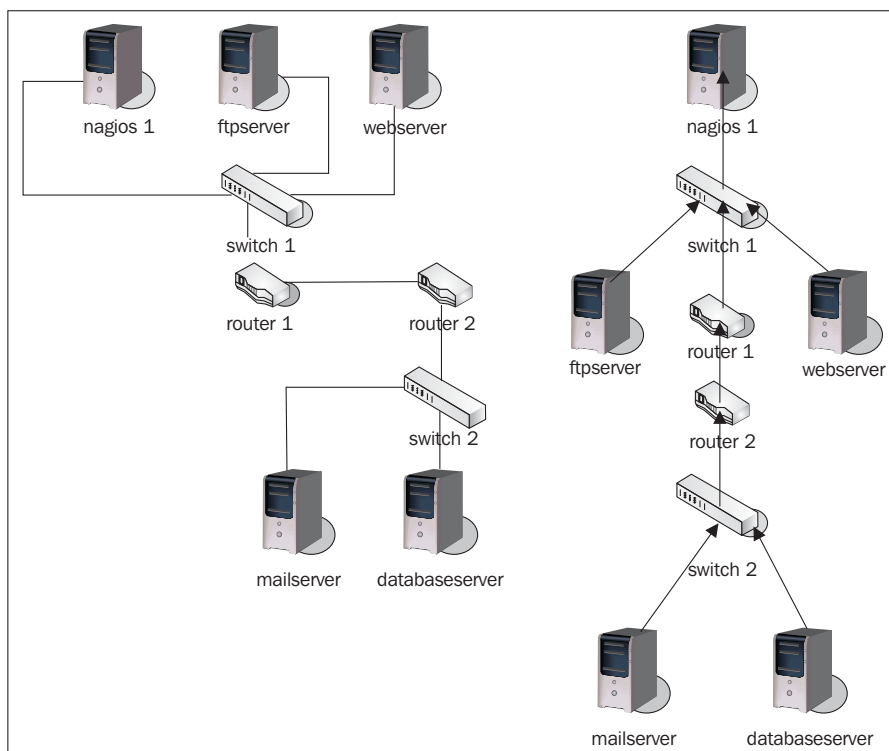 nagios 1
ftpserver
webserver
switch 1
router 1
router 2
switch 2
mailserver
databaseserver
nagios 1
switch 1
ftpserver
router 1
webserver
router 2
switch 2
mailserver
databaseserver